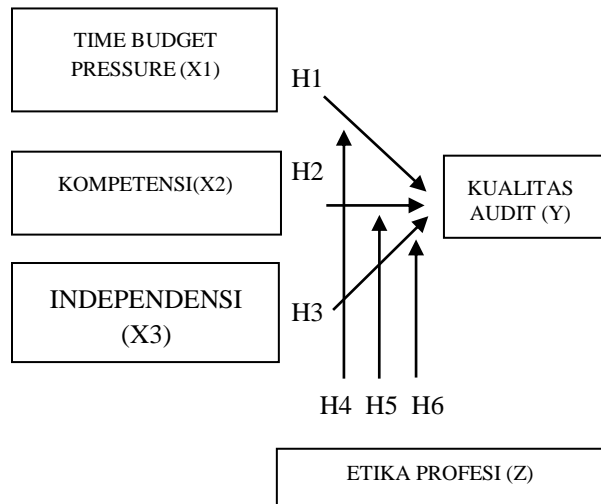 TIME BUDGET
PRESSURE (X1)
H1
KOMPETENSI(X2)
H2
KUALITAS
AUDIT (Y)
INDEPENDENSI
(X3)
H3
H4 H5 H6
ETIKA PROFESI (Z)